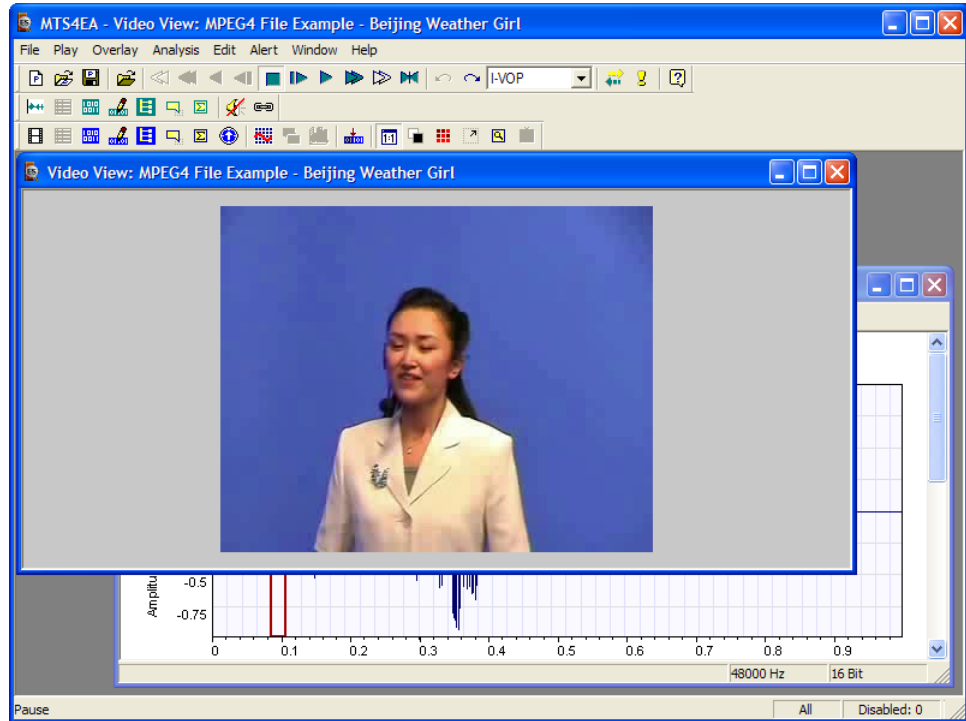 MTS4EA - Video View: MPEG4 File Example - Beijing Weather Girl
File Play Overlay Analysis Edit Alert Window Help
I-VOP
Video View: MPEG4 File Example - Beijing Weather Girl
1:1
Amplitu
-0.5
-0.75
0 0.1 0.2 0.3 0.4 0.5 0.6 0.7 0.8 0.9
48000 Hz 16 Bit
Pause All Disabled: 0